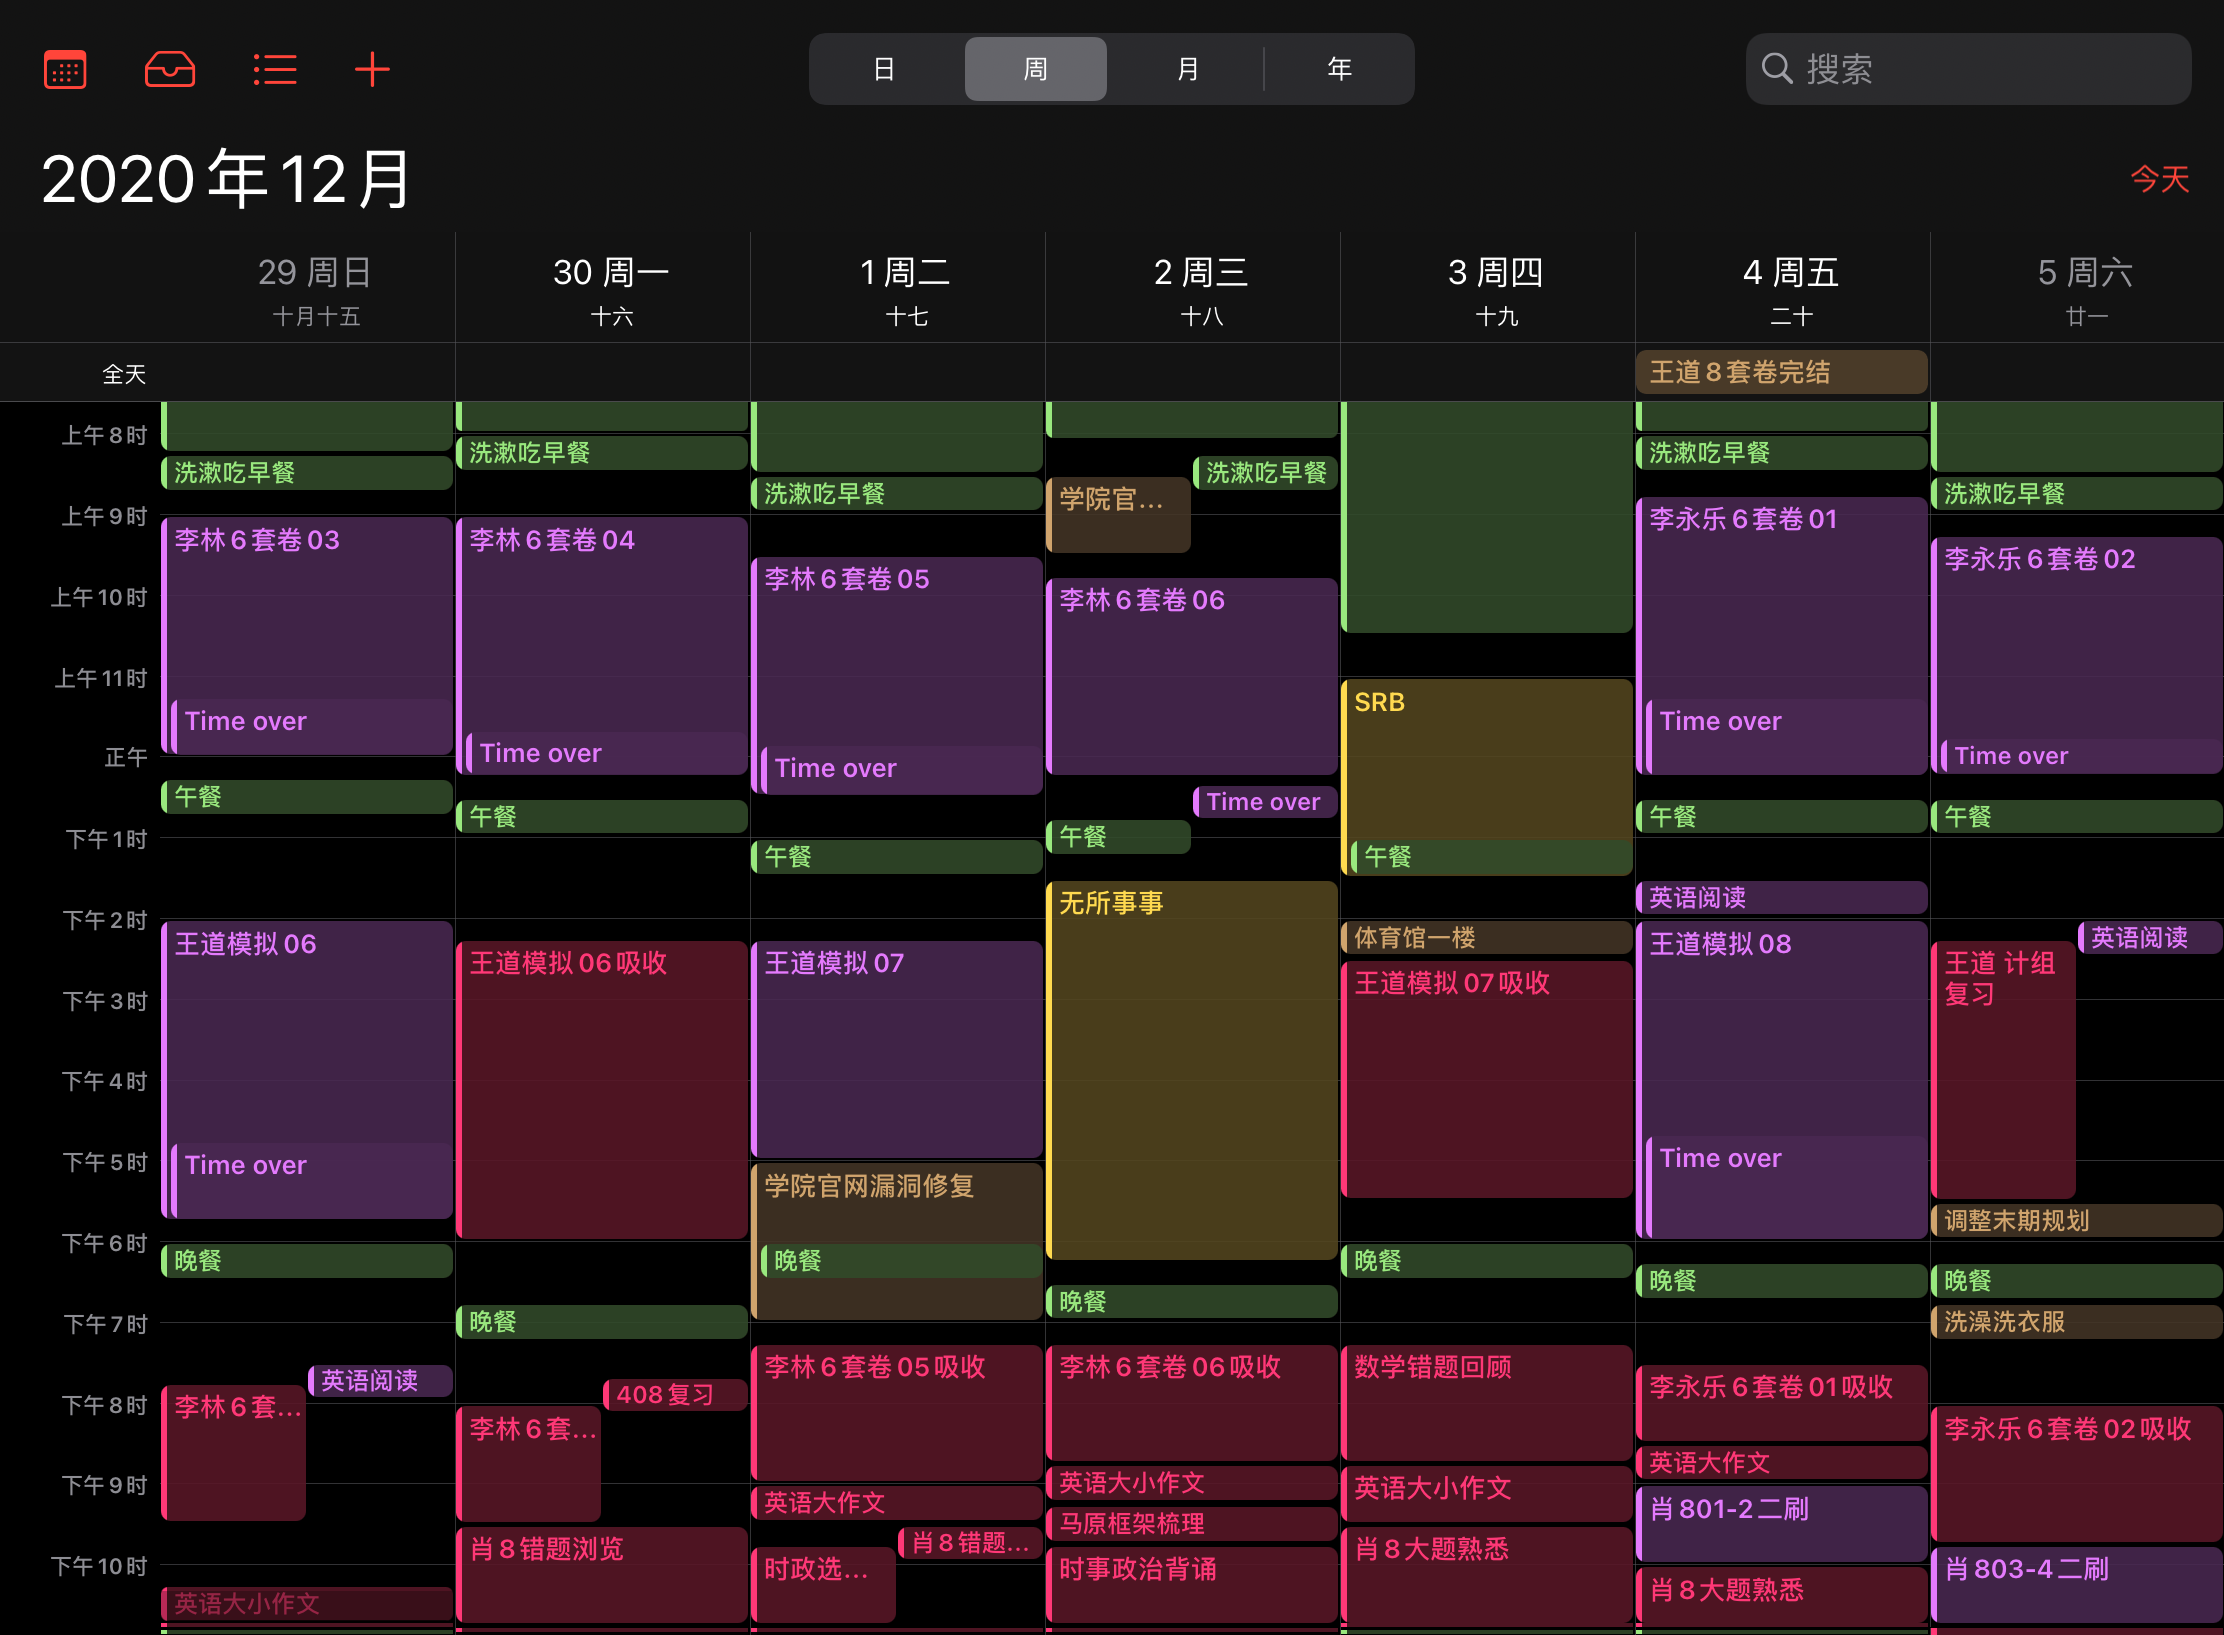 日
周
月
年
搜索
2020年12月
今天
29 周日
30 周一
1 周二
2 周三
3 周四
4 周五
5 周六
十月十五
十六
十七
十八
十九
二十
廿一
全天
王道8套卷完结
上午8时
上午9时
上午10时
上午11时
正午
下午1时
下午2时
下午3时
下午4时
下午5时
下午6时
下午7时
下午8时
下午9时
下午10时
洗漱吃早餐
李林6套卷03
Time over
午餐
王道模拟06
Time over
晚餐
英语阅读
李林6套...
英语大小作文
洗漱吃早餐
李林6套卷04
Time over
午餐
王道模拟06吸收
晚餐
408复习
李林6套...
肖8错题浏览
洗漱吃早餐
李林6套卷05
Time over
午餐
王道模拟07
学院官网漏洞修复
晚餐
李林6套卷05吸收
英语大作文
肖8错题...
时政选...
洗漱吃早餐
学院官...
李林6套卷06
Time over
午餐
无所事事
晚餐
李林6套卷06吸收
英语大小作文
马原框架梳理
时事政治背诵
SRB
午餐
体育馆一楼
王道模拟07吸收
晚餐
数学错题回顾
英语大小作文
肖8大题熟悉
洗漱吃早餐
李永乐6套卷01
Time over
午餐
英语阅读
王道模拟08
Time over
晚餐
李永乐6套卷01吸收
英语大作文
肖801-2二刷
肖8大题熟悉
洗漱吃早餐
李永乐6套卷02
Time over
午餐
英语阅读
王道 计组
复习
调整末期规划
晚餐
洗澡洗衣服
李永乐6套卷02吸收
肖803-4二刷